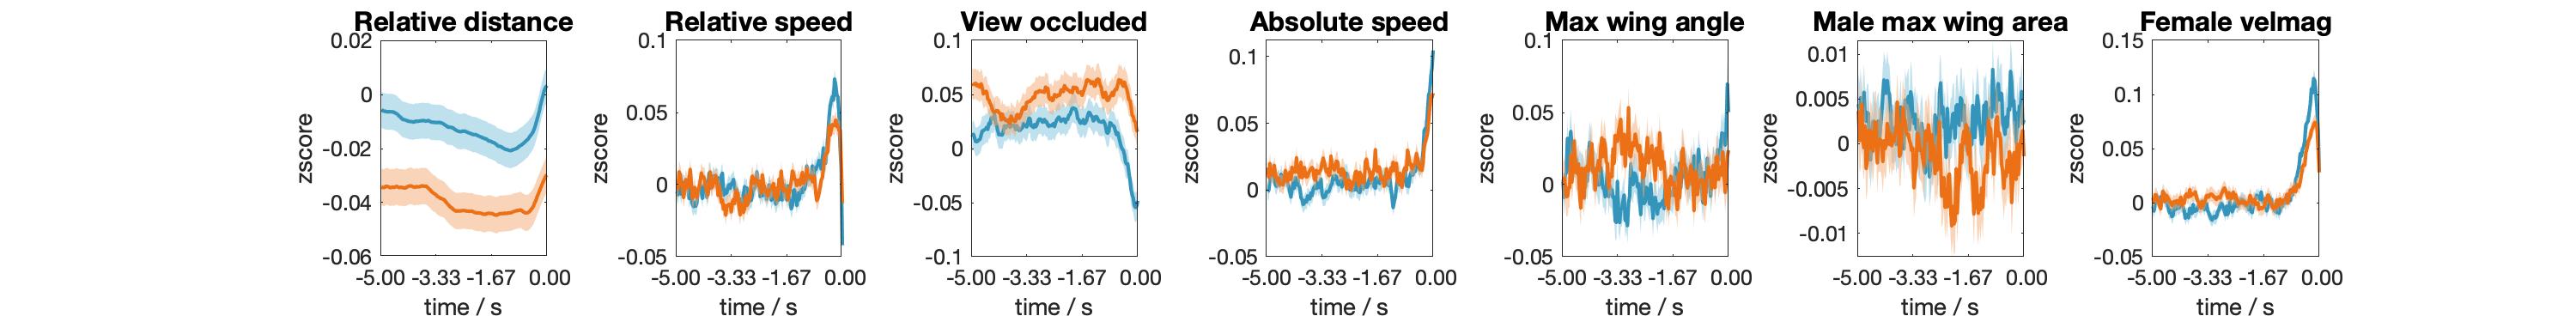 Relative distance
0.02
0
-0.02
-0.04
-0.06
zscore
-5.00 -3.33 -1.67 0.00
time / s
Relative speed
0.1
0.05
0
-0.05
zscore
-5.00 -3.33 -1.67 0.00
time / s
View occluded
0.1
0.05
0
-0.05
-0.1
zscore
-5.00 -3.33 -1.67 0.00
time / s
Absolute speed
0.1
0.05
0
-0.05
zscore
-5.00 -3.33 -1.67 0.00
time / s
Max wing angle
0.1
0.05
0
-0.05
zscore
-5.00 -3.33 -1.67 0.00
time / s
Male max wing area
0.01
0.005
0
-0.005
-0.01
zscore
-5.00 -3.33 -1.67 0.00
time / s
Female velmag
0.15
0.1
0.05
0
-0.05
zscore
-5.00 -3.33 -1.67 0.00
time / s